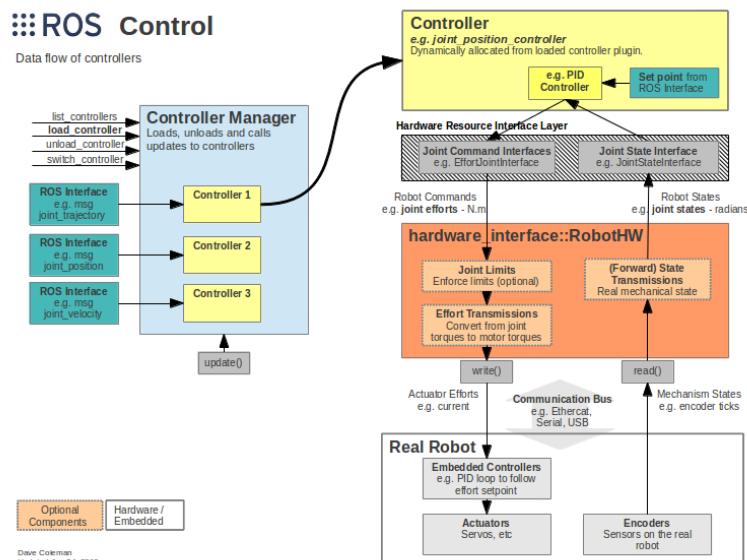 ROS Control
Data flow of controllers
list_controllers
load_controller
unload_controller
switch_controller
Controller Manager
Loads, unloads and calls
updates to controllers
ROS Interface
e.g. msg
joint_trajectory
Controller 1
ROS Interface
e.g. msg
joint_position
Controller 2
ROS Interface
e.g. msg
joint_velocity
Controller 3
update()
Controller
e.g. joint_position_controller
Dynamically allocated from loaded controller plugin.
e.g. PID
Controller
Set point from
ROS Interface
Hardware Resource Interface Layer
Joint Command Interfaces
e.g. EffortJointInterface
Joint State Interface
e.g. JointStateInterface
Robot Commands
e.g. joint efforts - N.m
Robot States
e.g. joint states - radians
hardware_interface::RobotHW
Joint Limits
Enforce limits (optional)
(Forward) State
Transmissions
Real mechanical state
Effort Transmissions
Convert from joint
torques to motor torques
write()
read()
Actuator Efforts
e.g. current
Communication Bus
e.g. Ethercat,
Serial, USB
Mechanism States
e.g. encoder ticks
Real Robot
Embedded Controllers
e.g. PID loop to follow
effort setpoint
Actuators
Servos, etc
Encoders
Sensors on the real
robot
Optional
Components
Hardware /
Embedded
Dave Coleman